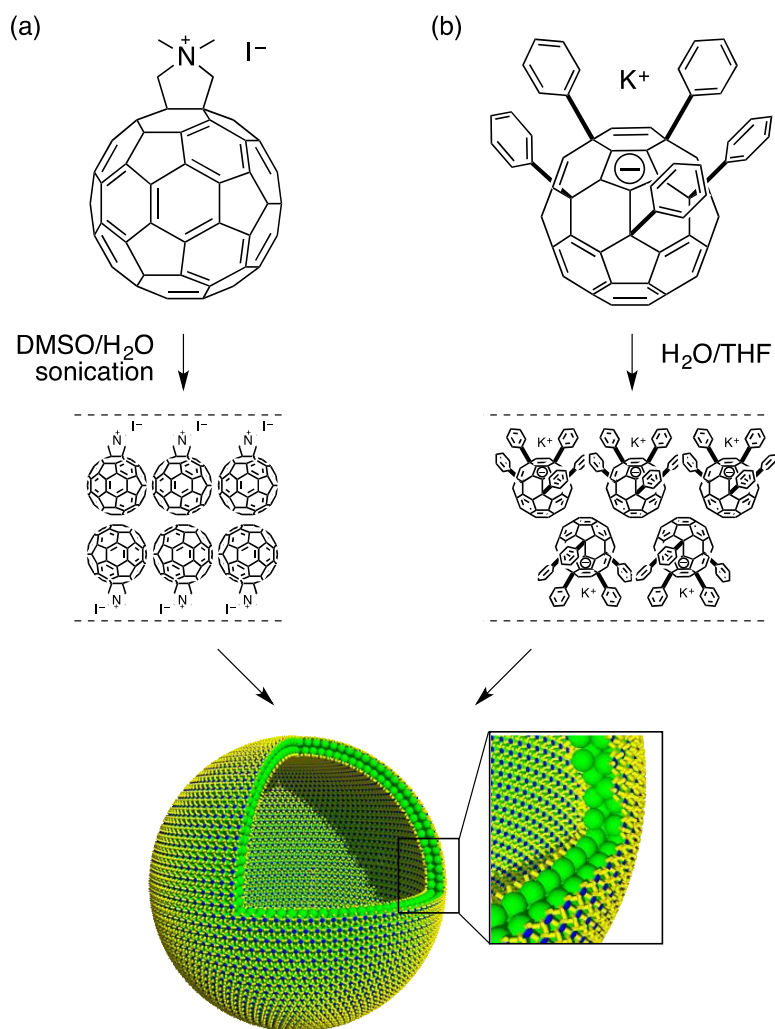 (a)
N+
I−
(b)
K+
DMSO/H2O
sonication
H2O/THF
I− I− I−
N+ N+ N+
N+ N+ N+
I− I− I−
K+ K+ K+
K+ K+